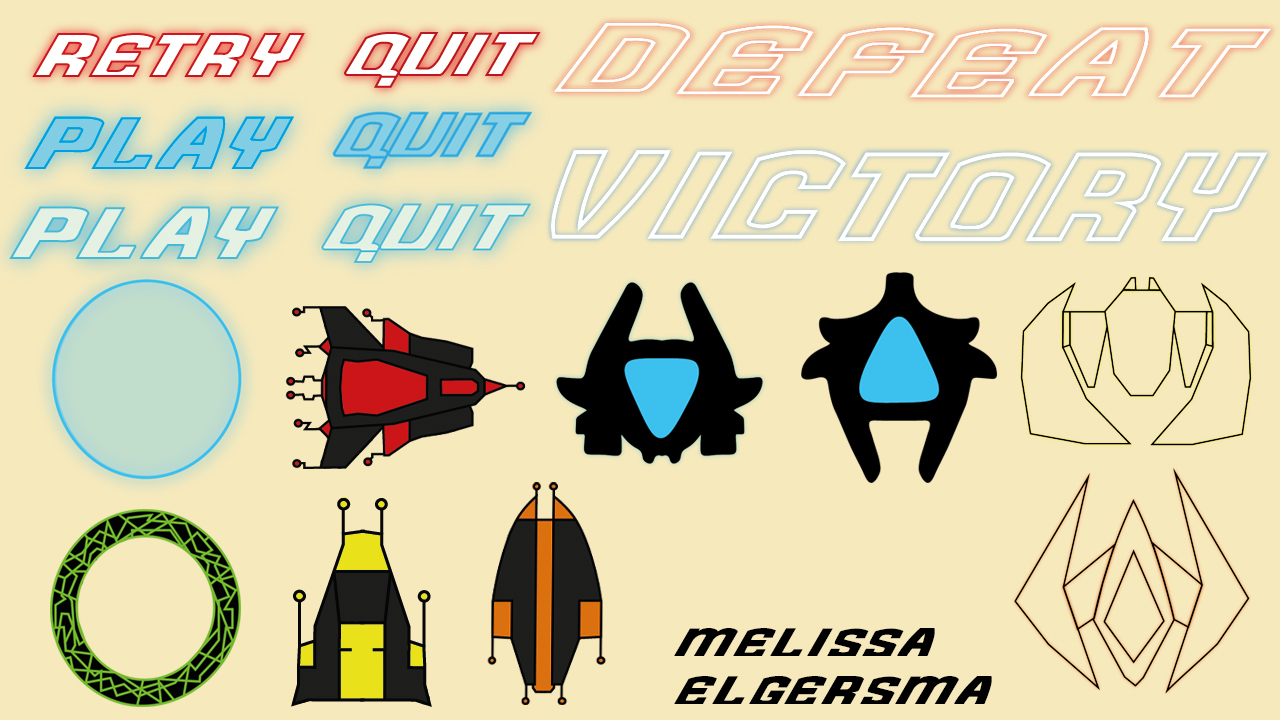 RETRY QUIT DEFEAT
PLAY QUIT
VICTORY
PLAY QUIT
MELISSA
ELGERSMA